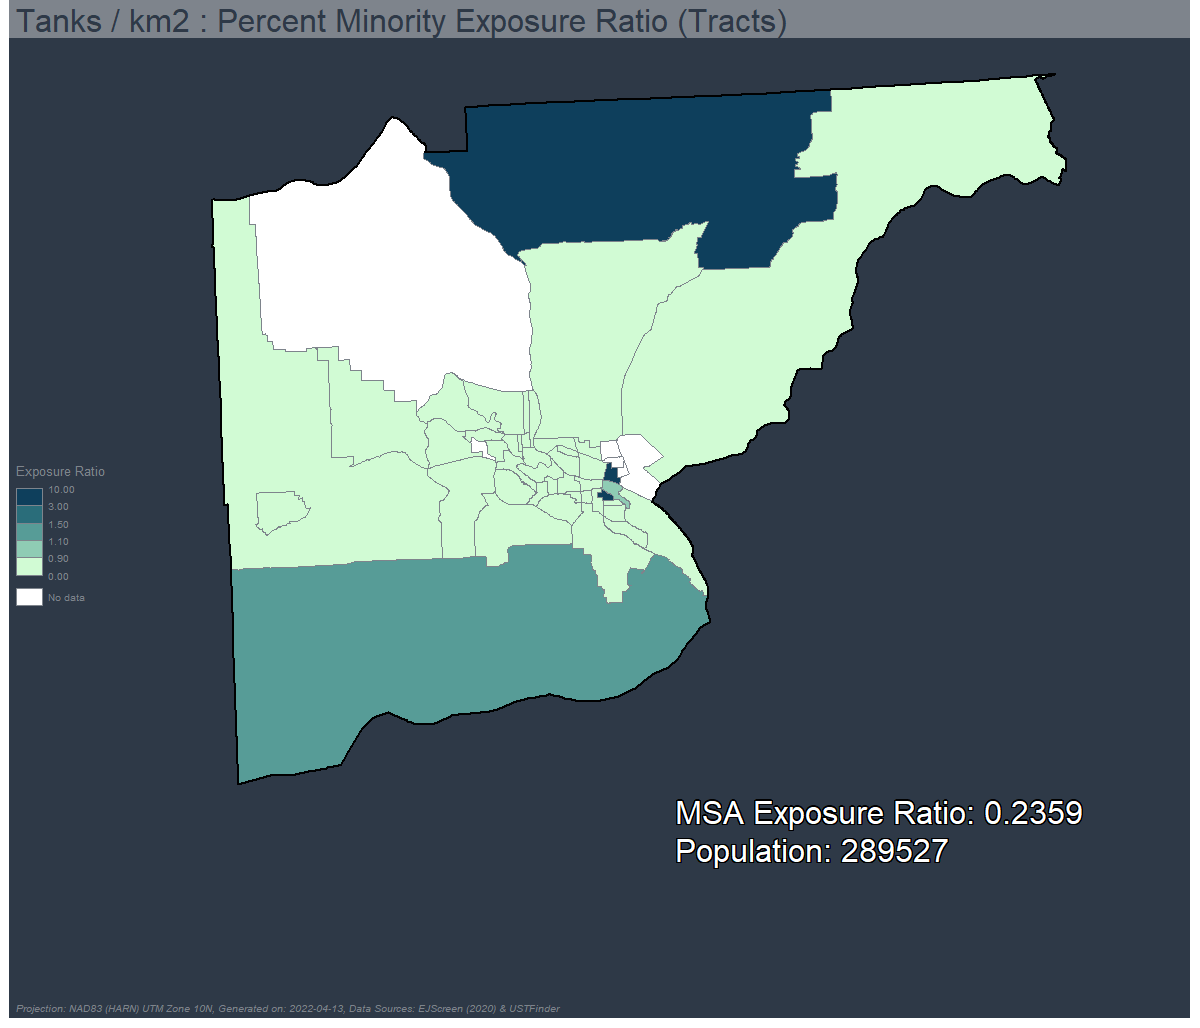 Tanks / km2 : Percent Minority Exposure Ratio (Tracts)
Exposure Ratio
10.00
3.00
1.50
1.10
0.90
0.00
No data
MSA Exposure Ratio: 0.2359
Population: 289527
Projection: NAD83 (HARN) UTM Zone 10N, Generated on: 2022-04-13, Data Sources: EJScreen (2020) & USTFinder